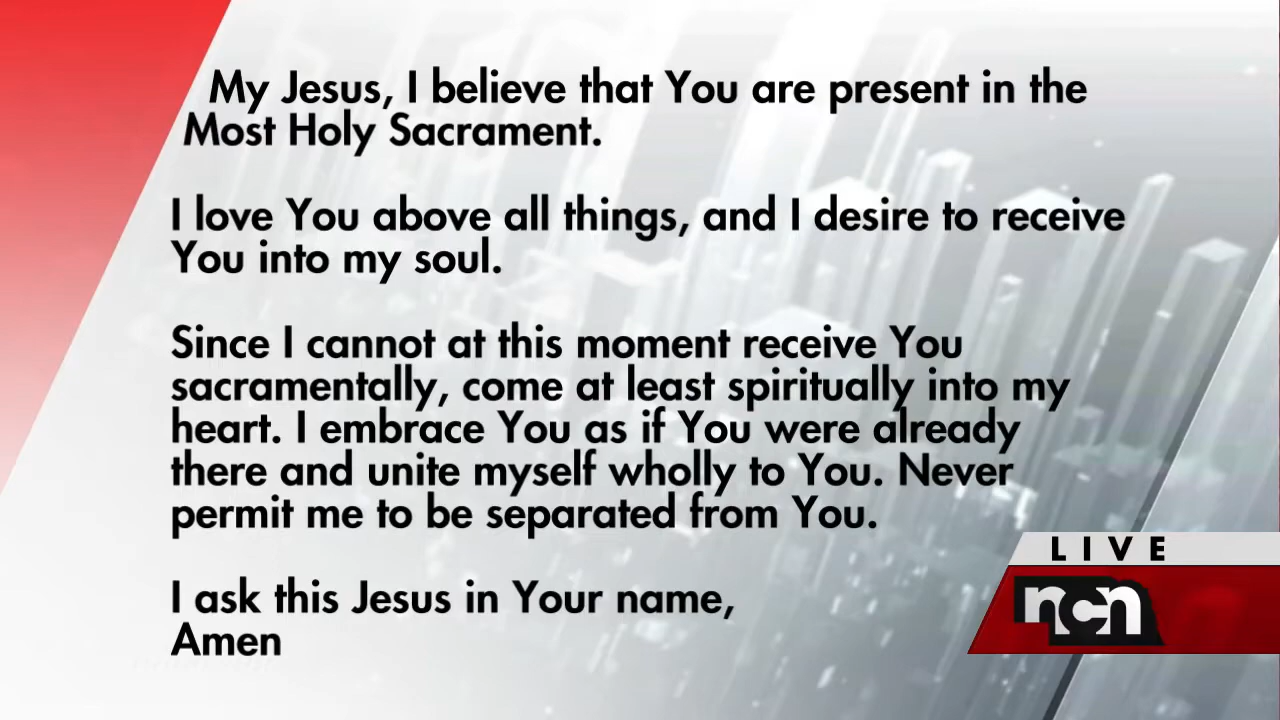 My Jesus, I believe that You are present in the
Most Holy Sacrament.
I love You above all things, and I desire to receive
You into my soul.
Since I cannot at this moment receive You
sacramentally, come at least spiritually into my
heart. I embrace You as if You were already
there and unite myself wholly to You. Never
permit me to be separated from You.
I ask this Jesus in Your name,
Amen
LIVE
ncn